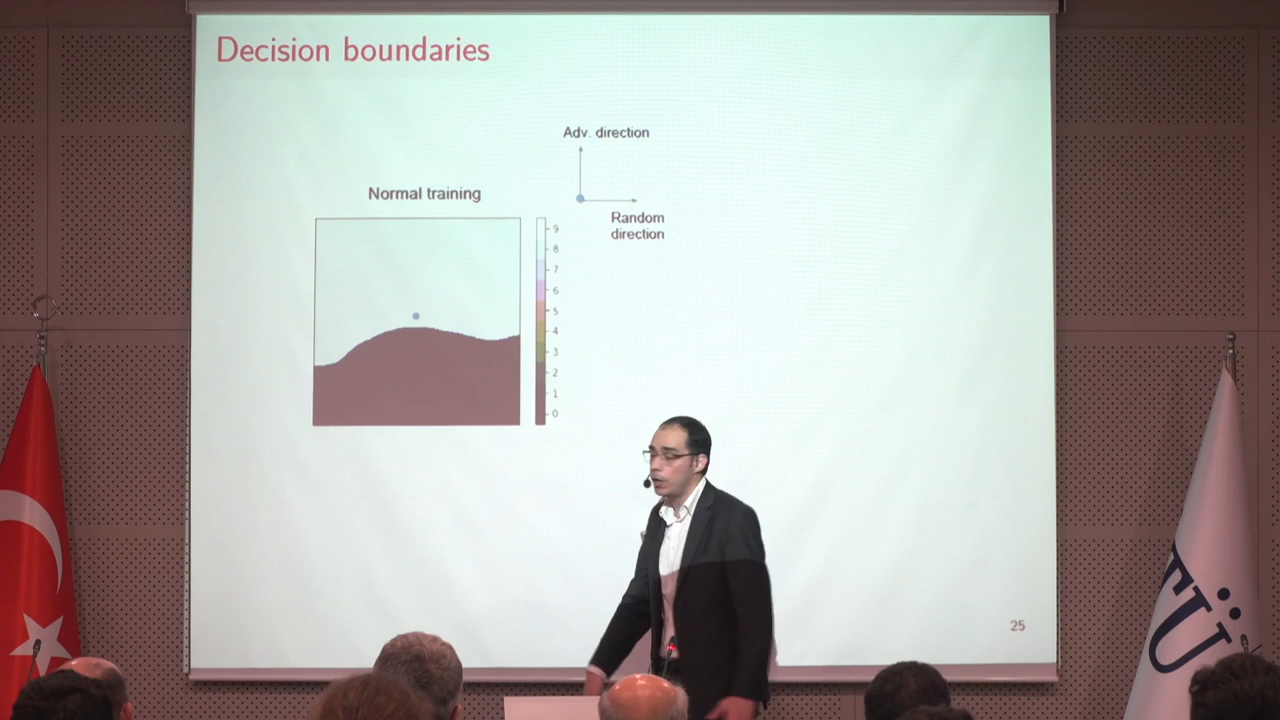 Decision boundaries
Adv. direction
Normal training
Random
direction
9
8
7
6
5
4
3
2
1
0
25
TÜ